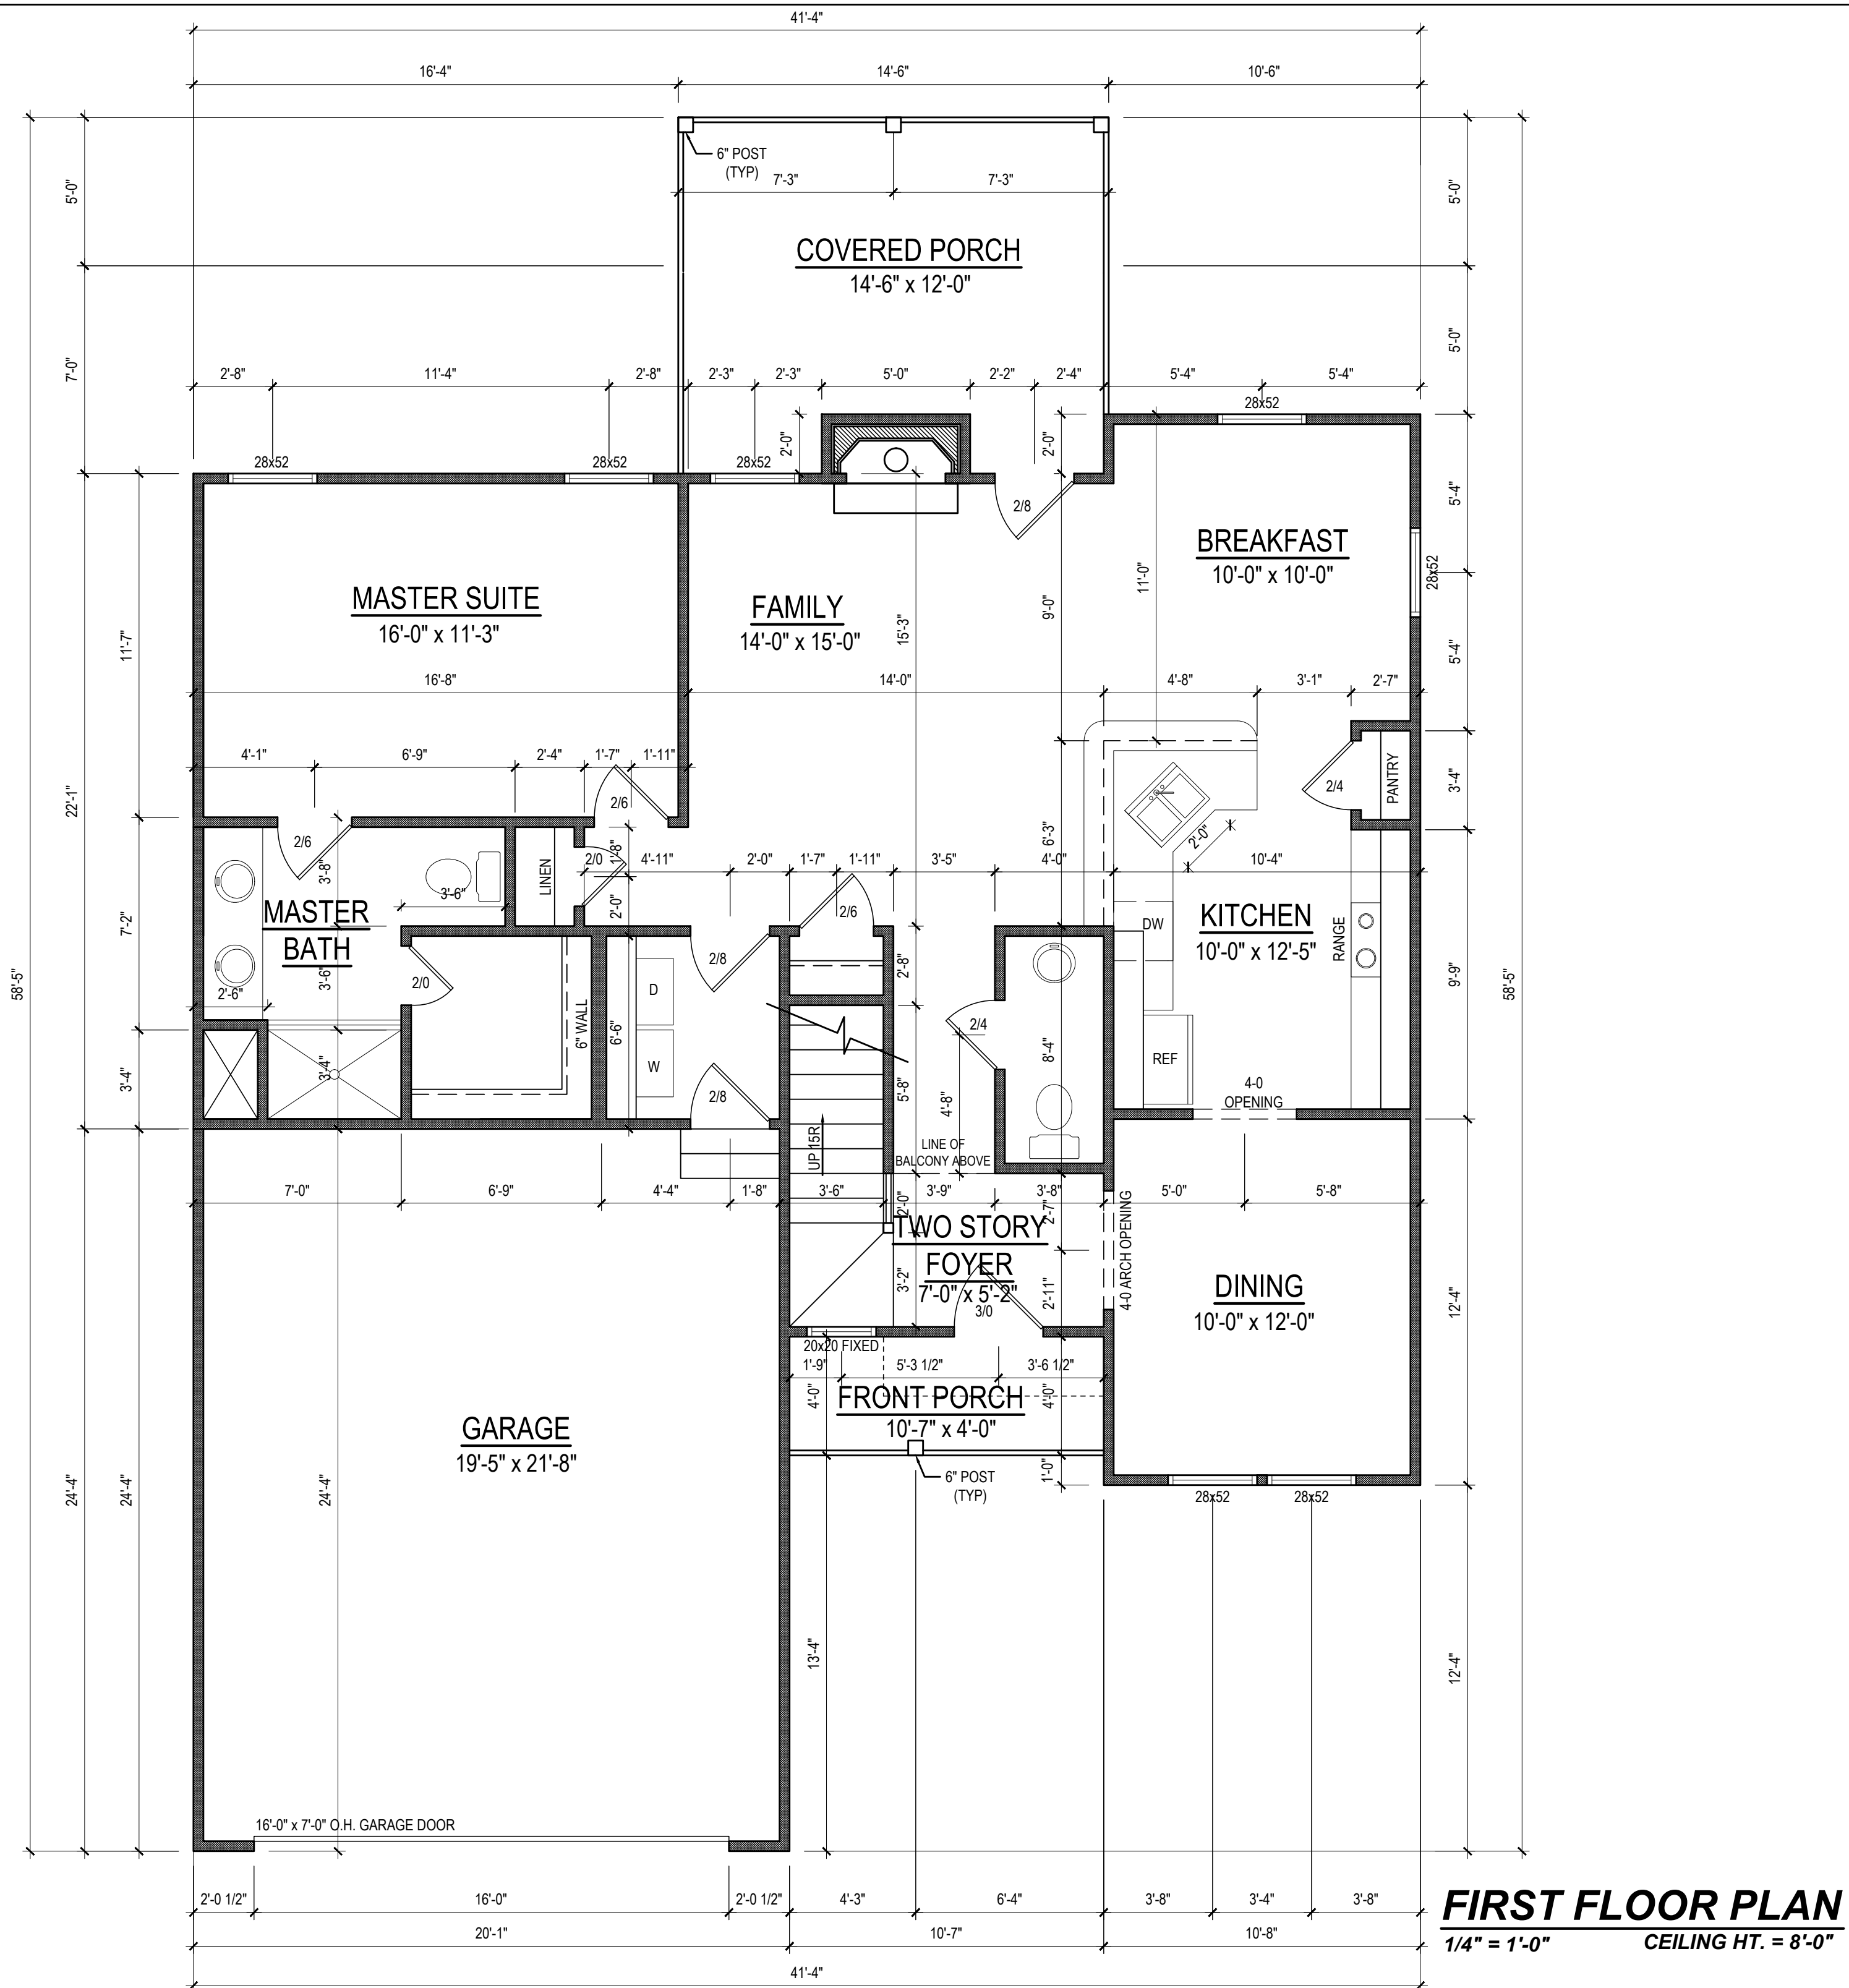 41'-4"
16'-4" 14'-6" 10'-6"
6" POST
(TYP)
7'-3" 7'-3"
5'-0" 5'-0"
COVERED PORCH
14'-6" x 12'-0"
7'-0" 5'-0"
2'-8" 11'-4" 2'-8" 2'-3" 2'-3" 5'-0" 2'-2" 2'-4" 5'-4" 5'-4"
28x52
2'-0" 2'-0"
28x52 28x52 28x52
2/8
5'-4"
BREAKFAST
10'-0" x 10'-0"
28x52
11'-0"
MASTER SUITE
16'-0" x 11'-3"
FAMILY
14'-0" x 15'-0"
15'-3"
9'-0"
11'-7"
5'-4"
16'-8" 14'-0" 4'-8" 3'-1" 2'-7"
4'-1" 6'-9" 2'-4" 1'-7" 1'-11"
22'-1"
2/6
2/4
PANTRY
3'-4"
2'-0"
6'-3"
2/6
3'-8"
LINEN
2/0
1'-8"
4'-11" 2'-0" 1'-7" 1'-11" 3'-5" 4'-0" 10'-4"
3'-6"
2'-0"
2/6
MASTER
BATH
7'-2"
KITCHEN
10'-0" x 12'-5"
DW
RANGE
58'-5"
58'-5"
2/8
2'-8"
9'-9"
3'-6"
2'-6"
2/0
D
6" WALL
6'-6"
2/4
8'-4"
W
REF
3'-4"
3'-4"
2/8
5'-8"
4'-8"
4-0
OPENING
UP 15R
LINE OF
BALCONY ABOVE
7'-0" 6'-9" 4'-4" 1'-8" 3'-6" 3'-9" 3'-8" 5'-0" 5'-8"
2'-0" 2'-7"
TWO STORY
FOYER
7'-0" x 5'-2"
3'-2"
2'-11"
3/0
4-0 ARCH OPENING
DINING
10'-0" x 12'-0"
12'-4"
20x20 FIXED
1'-9" 5'-3 1/2" 3'-6 1/2"
4'-0" 4'-0"
FRONT PORCH
10'-7" x 4'-0"
GARAGE
19'-5" x 21'-8"
6" POST
(TYP)
1'-0"
28x52 28x52
24'-4" 24'-4" 24'-4"
13'-4"
12'-4"
16'-0" x 7'-0" O.H. GARAGE DOOR
2'-0 1/2" 16'-0" 2'-0 1/2" 4'-3" 6'-4" 3'-8" 3'-4" 3'-8"
20'-1" 10'-7" 10'-8"
41'-4"
FIRST FLOOR PLAN
1/4" = 1'-0" CEILING HT. = 8'-0"